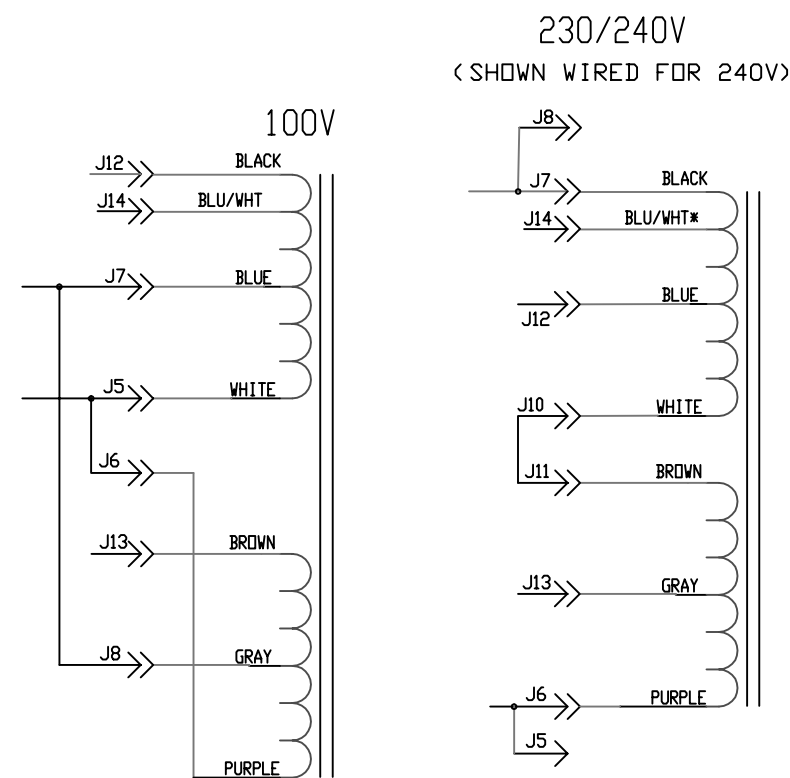 230/240V
(SHOWN WIRED FOR 240V)
100V
J12
BLACK
J14
BLU/WHT
J7
BLUE
J5
WHITE
J6
J13
BROWN
J8
GRAY
PURPLE
J8
J7
BLACK
J14
BLU/WHT*
BLUE
J12
J10
WHITE
J11
BROWN
J13
GRAY
J6
PURPLE
J5